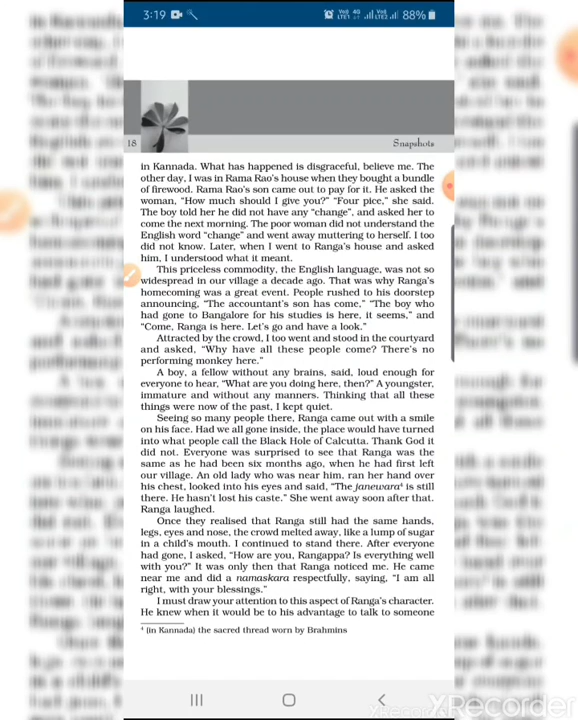 3:19
88%
18
Snapshots
in Kannada. What has happened is disgraceful, believe me. The
other day, I was in Rama Rao's house when they bought a bundle
of firewood. Rama Rao's son came out to pay for it. He asked the
woman, “How much should I give you?” “Four pice,” she said.
The boy told her he did not have any “change”, and asked her to
come the next morning. The poor woman did not understand the
English word “change” and went away muttering to herself. I too
did not know. Later, when I went to Ranga's house and asked
him, I understood what it meant.
This priceless commodity, the English language, was not so
widespread in our village a decade ago. That was why Ranga's
homecoming was a great event. People rushed to his doorstep
announcing, “The accountant's son has come,” “The boy who
had gone to Bangalore for his studies is here, it seems,” and
“Come, Ranga is here. Let's go and have a look.”
Attracted by the crowd, I too went and stood in the courtyard
and asked, “Why have all these people come? There's no
performing monkey here.”
A boy, a fellow without any brains, said, loud enough for
everyone to hear, “What are you doing here, then?” A youngster,
immature and without any manners. Thinking that all these
things were now of the past, I kept quiet.
Seeing so many people there, Ranga came out with a smile
on his face. Had we all gone inside, the place would have turned
into what people call the Black Hole of Calcutta. Thank God it
did not. Everyone was surprised to see that Ranga was the
same as he had been six months ago, when he had first left
our village. An old lady who was near him, ran her hand over
his chest, looked into his eyes and said, “The janewara⁴ is still
there. He hasn't lost his caste.” She went away soon after that.
Ranga laughed.
Once they realised that Ranga still had the same hands,
legs, eyes and nose, the crowd melted away, like a lump of sugar
in a child's mouth. I continued to stand there. After everyone
had gone, I asked, “How are you, Rangappa? Is everything well
with you?” It was only then that Ranga noticed me. He came
near me and did a namaskara respectfully, saying, “I am all
right, with your blessings.”
I must draw your attention to this aspect of Ranga's character.
He knew when it would be to his advantage to talk to someone
⁴ (in Kannada) the sacred thread worn by Brahmins
XRecorder